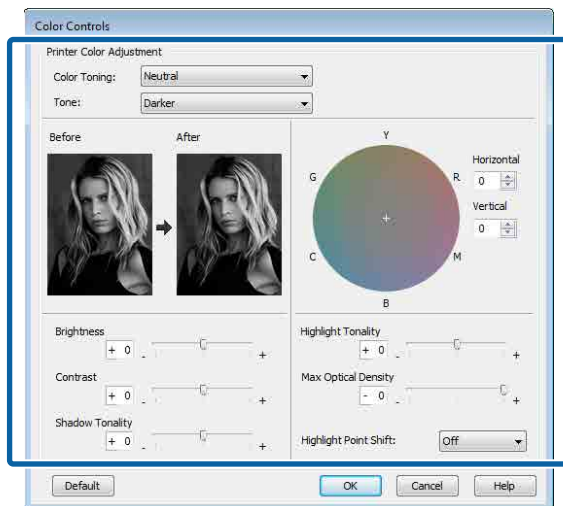 Color Controls
Printer Color Adjustment
Color Toning: Neutral
Tone: Darker
Before After
Y
G R
C M
B
Horizontal
0
Vertical
0
Brightness
+ 0 - +
Contrast
+ 0 - +
Shadow Tonality
+ 0 - +
Highlight Tonality
+ 0 - +
Max Optical Density
- 0 - +
Highlight Point Shift: Off
Default OK Cancel Help